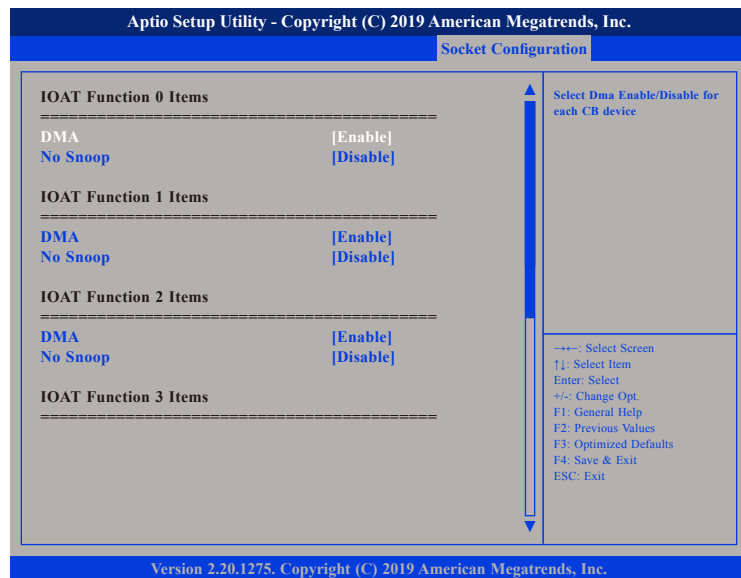 Aptio Setup Utility - Copyright (C) 2019 American Megatrends, Inc.
Socket Configuration
IOAT Function 0 Items
==========================================
DMA [Enable]
No Snoop [Disable]
IOAT Function 1 Items
==========================================
DMA [Enable]
No Snoop [Disable]
IOAT Function 2 Items
==========================================
DMA [Enable]
No Snoop [Disable]
IOAT Function 3 Items
==========================================
Select Dma Enable/Disable for
each CB device
→←: Select Screen
↑↓: Select Item
Enter: Select
+/-: Change Opt.
F1: General Help
F2: Previous Values
F3: Optimized Defaults
F4: Save & Exit
ESC: Exit
Version 2.20.1275. Copyright (C) 2019 American Megatrends, Inc.